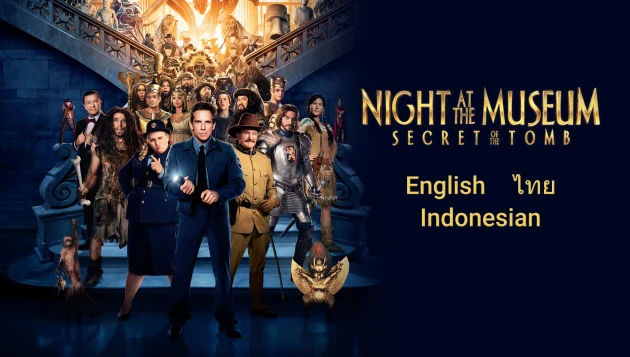 NIGHT AT THE MUSEUM
SECRET OF THE TOMB
English ไทย
Indonesian